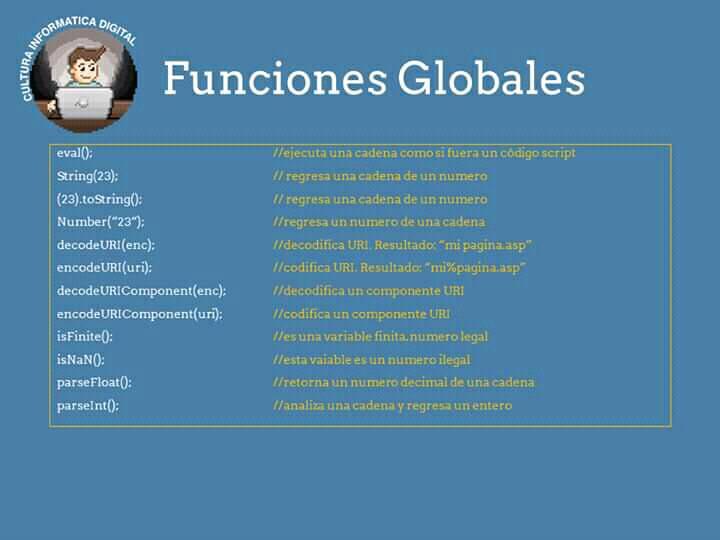 CULTURA INFORMATICA DIGITAL
Funciones Globales
eval(); //ejecuta una cadena como si fuera un código script
String(23); // regresa una cadena de un numero
(23).toString(); // regresa una cadena de un numero
Number(“23”); //regresa un numero de una cadena
decodeURI(enc); //decodifica URI. Resultado: “mi pagina.asp”
encodeURI(uri); //codifica URI. Resultado: “mi%pagina.asp”
decodeURIComponent(enc); //decodifica un componente URI
encodeURIComponent(uri); //codifica un componente URI
isFinite(); //es una variable finita, numero legal
isNaN(); //esta vaiable es un numero ilegal
parseFloat(); //retorna un numero decimal de una cadena
parseInt(); //analiza una cadena y regresa un entero